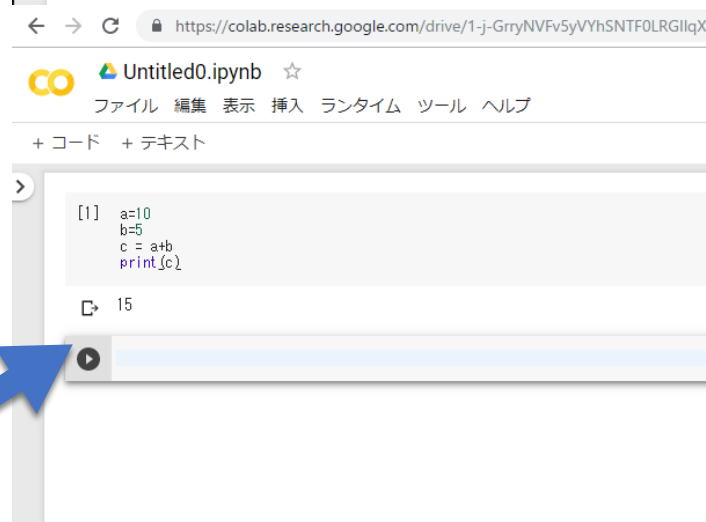 https://colab.research.google.com/drive/1-j-GrryNVFv5yVYhSNTF0LRGIlqX
CO Untitled0.ipynb
ファイル 編集 表示 挿入 ランタイム ツール ヘルプ
+ コード + テキスト
[1] a=10
b=5
c = a+b
print(c)
15